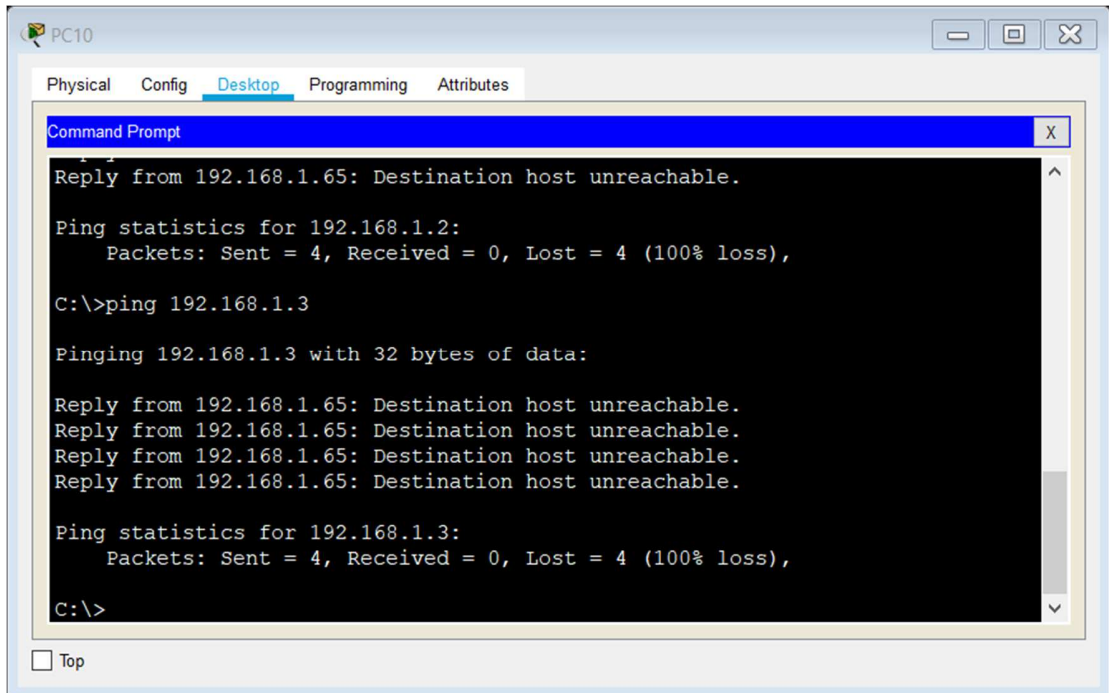 PC10
Physical Config Desktop Programming Attributes
Command Prompt
X
Reply from 192.168.1.65: Destination host unreachable.
Ping statistics for 192.168.1.2:
Packets: Sent = 4, Received = 0, Lost = 4 (100% loss),
C:\>ping 192.168.1.3
Pinging 192.168.1.3 with 32 bytes of data:
Reply from 192.168.1.65: Destination host unreachable.
Reply from 192.168.1.65: Destination host unreachable.
Reply from 192.168.1.65: Destination host unreachable.
Reply from 192.168.1.65: Destination host unreachable.
Ping statistics for 192.168.1.3:
Packets: Sent = 4, Received = 0, Lost = 4 (100% loss),
C:\>
Top